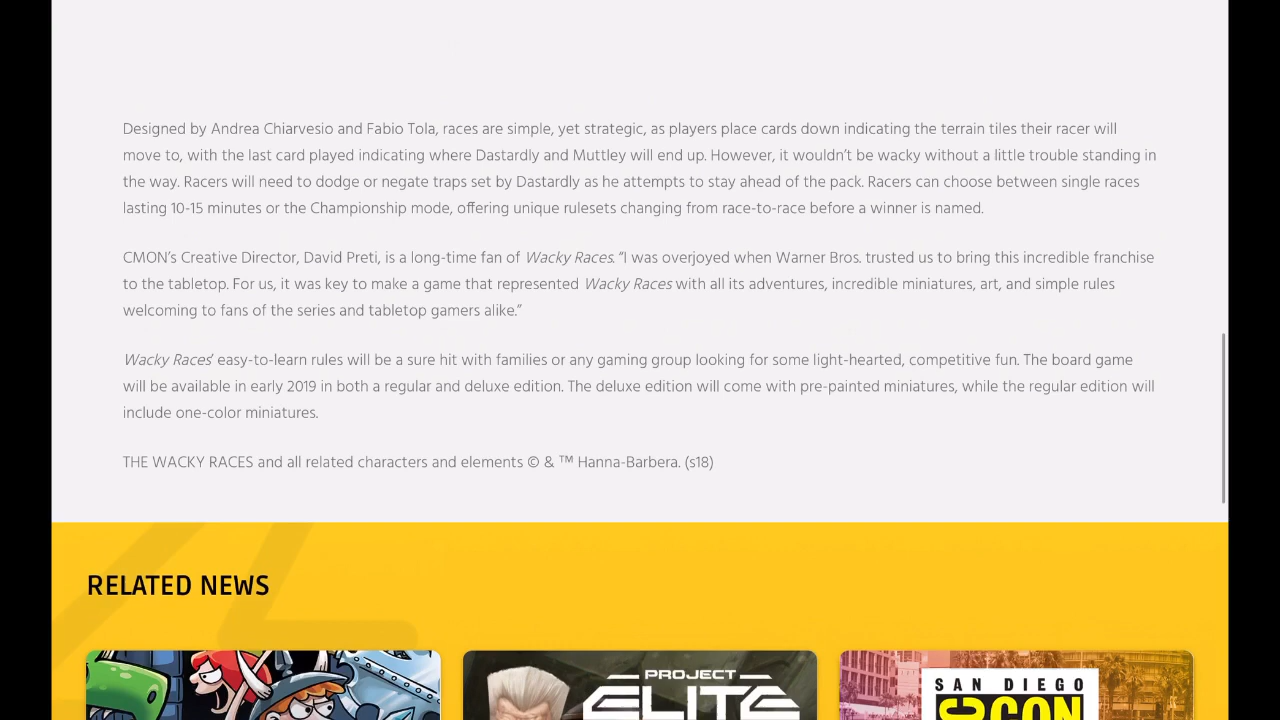 Designed by Andrea Chiarvesio and Fabio Tola, races are simple, yet strategic, as players place cards down indicating the terrain tiles their racer will
move to, with the last card played indicating where Dastardly and Muttley will end up. However, it wouldn’t be wacky without a little trouble standing in
the way. Racers will need to dodge or negate traps set by Dastardly as he attempts to stay ahead of the pack. Racers can choose between single races
lasting 10-15 minutes or the Championship mode, offering unique rulesets changing from race-to-race before a winner is named.
CMON’s Creative Director, David Preti, is a long-time fan of Wacky Races. “I was overjoyed when Warner Bros. trusted us to bring this incredible franchise
to the tabletop. For us, it was key to make a game that represented Wacky Races with all its adventures, incredible miniatures, art, and simple rules
welcoming to fans of the series and tabletop gamers alike.”
Wacky Races’ easy-to-learn rules will be a sure hit with families or any gaming group looking for some light-hearted, competitive fun. The board game
will be available in early 2019 in both a regular and deluxe edition. The deluxe edition will come with pre-painted miniatures, while the regular edition will
include one-color miniatures.
THE WACKY RACES and all related characters and elements © & ™ Hanna-Barbera. (s18)
RELATED NEWS
PROJECT
ELITE
SAN DIEGO
CON